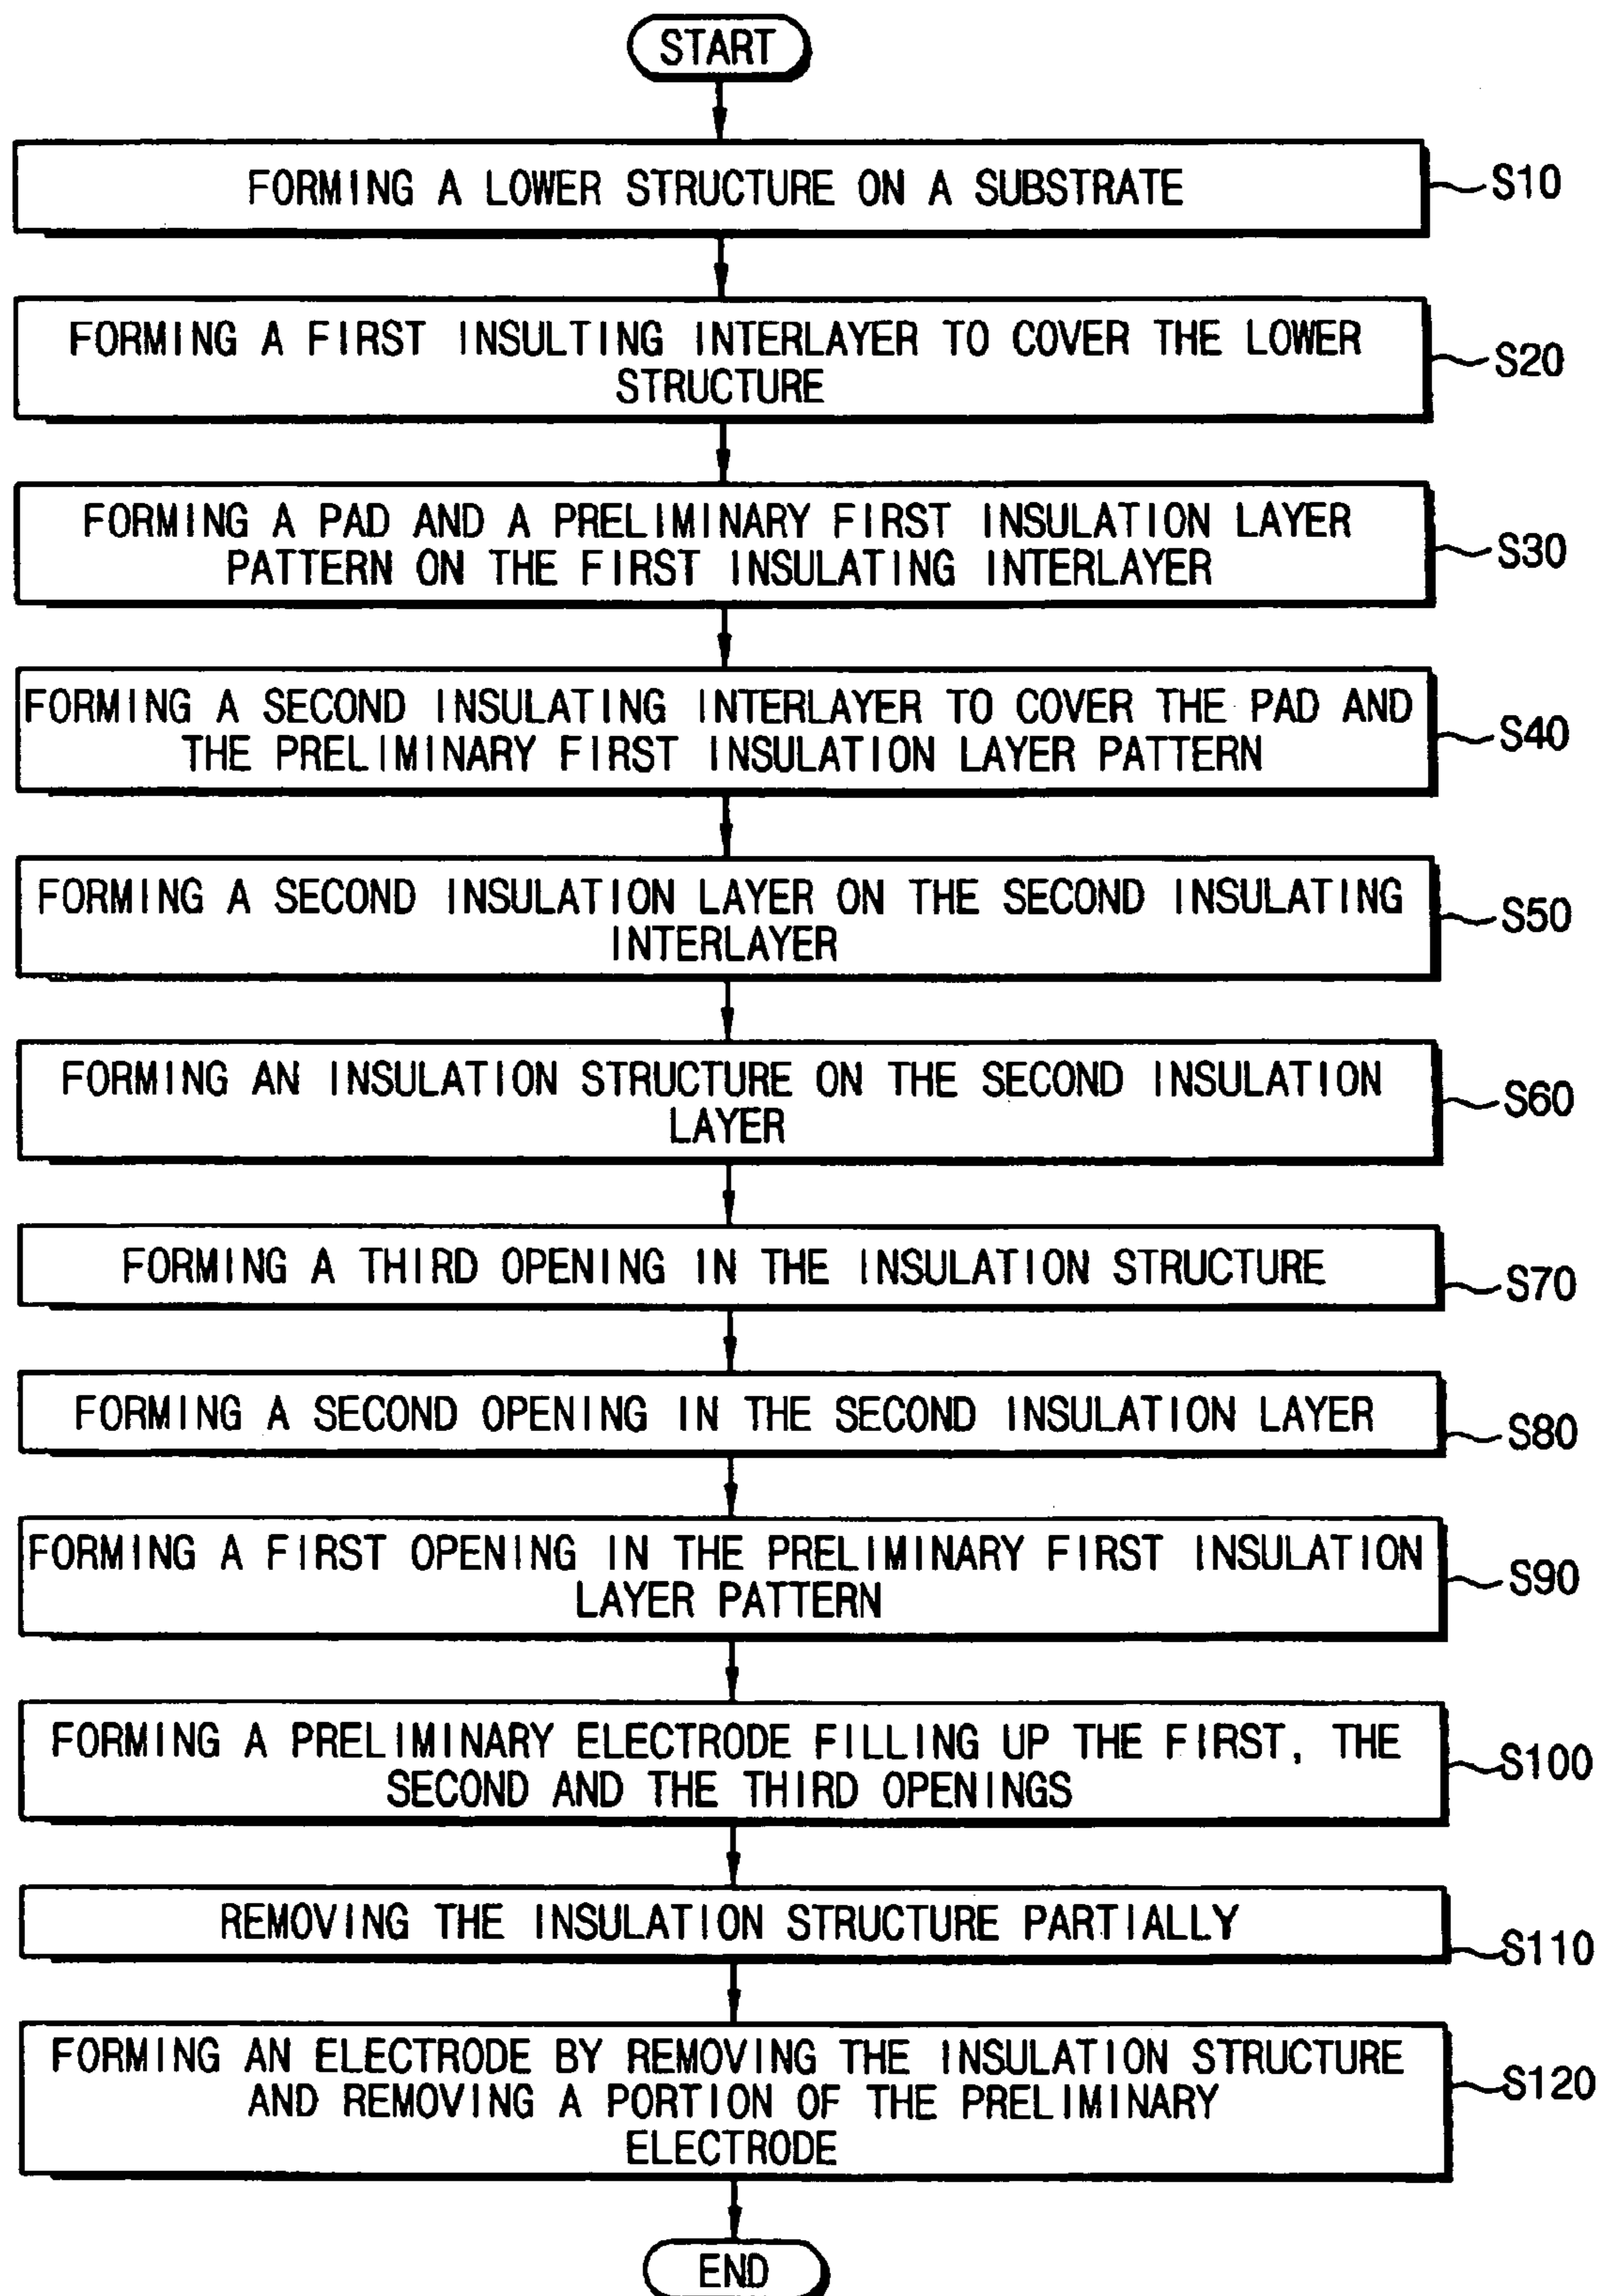 START
FORMING A LOWER STRUCTURE ON A SUBSTRATE
S10
FORMING A FIRST INSULTING INTERLAYER TO COVER THE LOWER
STRUCTURE
S20
FORMING A PAD AND A PRELIMINARY FIRST INSULATION LAYER
PATTERN ON THE FIRST INSULATING INTERLAYER
S30
FORMING A SECOND INSULATING INTERLAYER TO COVER THE PAD AND
THE PRELIMINARY FIRST INSULATION LAYER PATTERN
S40
FORMING A SECOND INSULATION LAYER ON THE SECOND INSULATING
INTERLAYER
S50
FORMING AN INSULATION STRUCTURE ON THE SECOND INSULATION
LAYER
S60
FORMING A THIRD OPENING IN THE INSULATION STRUCTURE
S70
FORMING A SECOND OPENING IN THE SECOND INSULATION LAYER
S80
FORMING A FIRST OPENING IN THE PRELIMINARY FIRST INSULATION
LAYER PATTERN
S90
FORMING A PRELIMINARY ELECTRODE FILLING UP THE FIRST, THE
SECOND AND THE THIRD OPENINGS
S100
REMOVING THE INSULATION STRUCTURE PARTIALLY
S110
FORMING AN ELECTRODE BY REMOVING THE INSULATION STRUCTURE
AND REMOVING A PORTION OF THE PRELIMINARY
ELECTRODE
S120
END